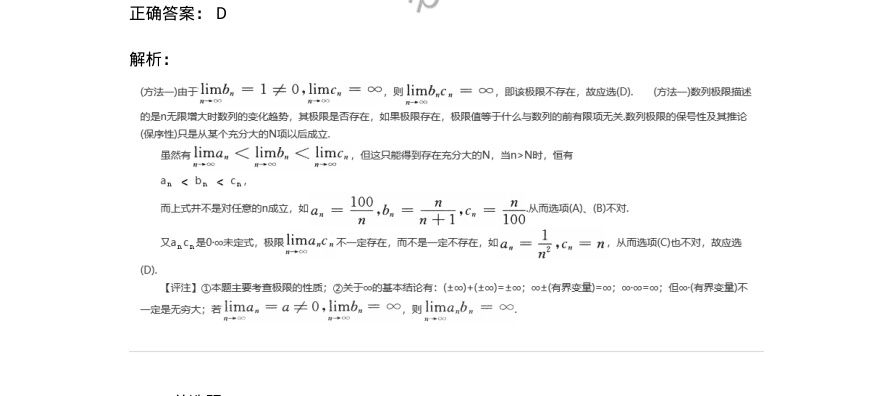 正确答案： D
解析：
(方法一)由于 lim_{n→∞} b_n = 1 ≠ 0, lim_{n→∞} c_n = ∞，则 lim_{n→∞} b_n c_n = ∞，即该极限不存在，故应选(D). (方法一)数列极限描述
的是n无限增大时数列的变化趋势，其极限是否存在，如果极限存在，极限值等于什么与数列的前有限项无关.数列极限的保号性及其推论
(保序性)只是从某个充分大的N项以后成立.
虽然有 lim_{n→∞} a_n < lim_{n→∞} b_n < lim_{n→∞} c_n，但这只能得到存在充分大的N，当n>N时，恒有
a_n < b_n < c_n，
而上式并不是对任意的n成立，如 a_n = 100/n, b_n = n/(n+1), c_n = n/100.从而选项(A)、(B)不对.
又a_n c_n是0·∞未定式，极限 lim_{n→∞} a_n c_n 不一定存在，而不是一定不存在，如 a_n = 1/n², c_n = n，从而选项(C)也不对，故应选
(D).
【评注】①本题主要考查极限的性质；②关于∞的基本结论有：(±∞)+(±∞)=±∞；∞±(有界变量)=∞；∞·∞=∞；但∞·(有界变量)不
一定是无穷大；若 lim_{n→∞} a_n = a ≠ 0, lim_{n→∞} b_n = ∞，则 lim_{n→∞} a_n b_n = ∞.